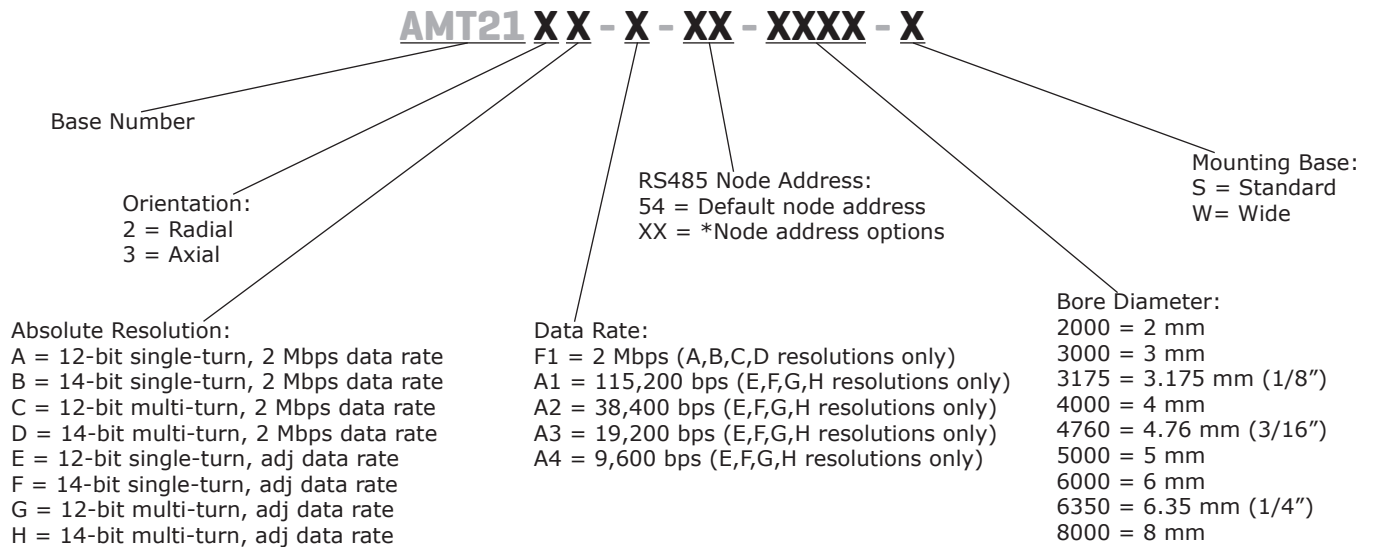 AMT21 X X - X - XX - XXXX - X
Base Number
Orientation:
2 = Radial
3 = Axial
Absolute Resolution:
A = 12-bit single-turn, 2 Mbps data rate
B = 14-bit single-turn, 2 Mbps data rate
C = 12-bit multi-turn, 2 Mbps data rate
D = 14-bit multi-turn, 2 Mbps data rate
E = 12-bit single-turn, adj data rate
F = 14-bit single-turn, adj data rate
G = 12-bit multi-turn, adj data rate
H = 14-bit multi-turn, adj data rate
Data Rate:
F1 = 2 Mbps (A,B,C,D resolutions only)
A1 = 115,200 bps (E,F,G,H resolutions only)
A2 = 38,400 bps (E,F,G,H resolutions only)
A3 = 19,200 bps (E,F,G,H resolutions only)
A4 = 9,600 bps (E,F,G,H resolutions only)
RS485 Node Address:
54 = Default node address
XX = *Node address options
Bore Diameter:
2000 = 2 mm
3000 = 3 mm
3175 = 3.175 mm (1/8″)
4000 = 4 mm
4760 = 4.76 mm (3/16″)
5000 = 5 mm
6000 = 6 mm
6350 = 6.35 mm (1/4″)
8000 = 8 mm
Mounting Base:
S = Standard
W= Wide